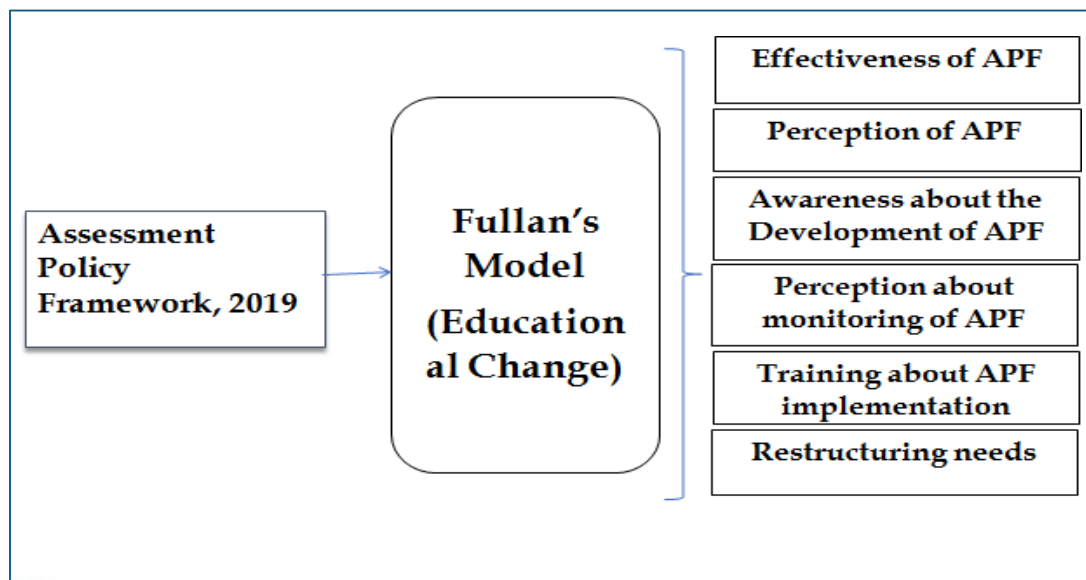 Assessment
Policy
Framework, 2019
Fullan’s
Model
(Education
al Change)
Effectiveness of APF
Perception of APF
Awareness about the
Development of APF
Perception about
monitoring of APF
Training about APF
implementation
Restructuring needs